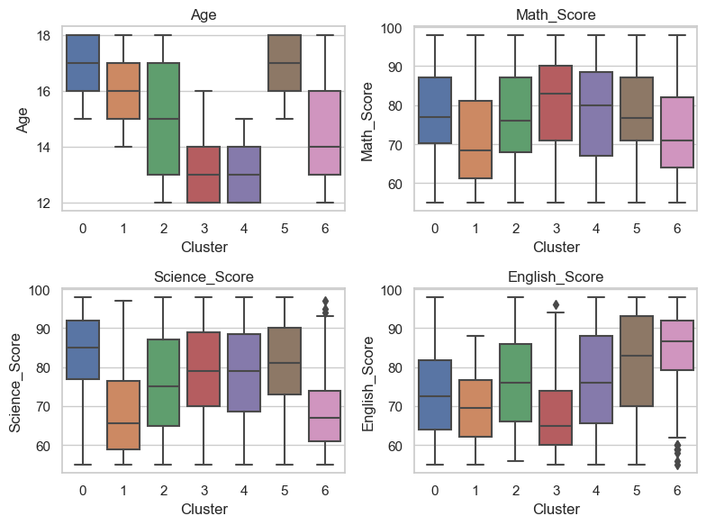 Age
Math_Score
18
16
14
12
Age
0 1 2 3 4 5 6
Cluster
100
90
80
70
60
Math_Score
0 1 2 3 4 5 6
Cluster
Science_Score
English_Score
100
90
80
70
60
Science_Score
0 1 2 3 4 5 6
Cluster
100
90
80
70
60
English_Score
0 1 2 3 4 5 6
Cluster